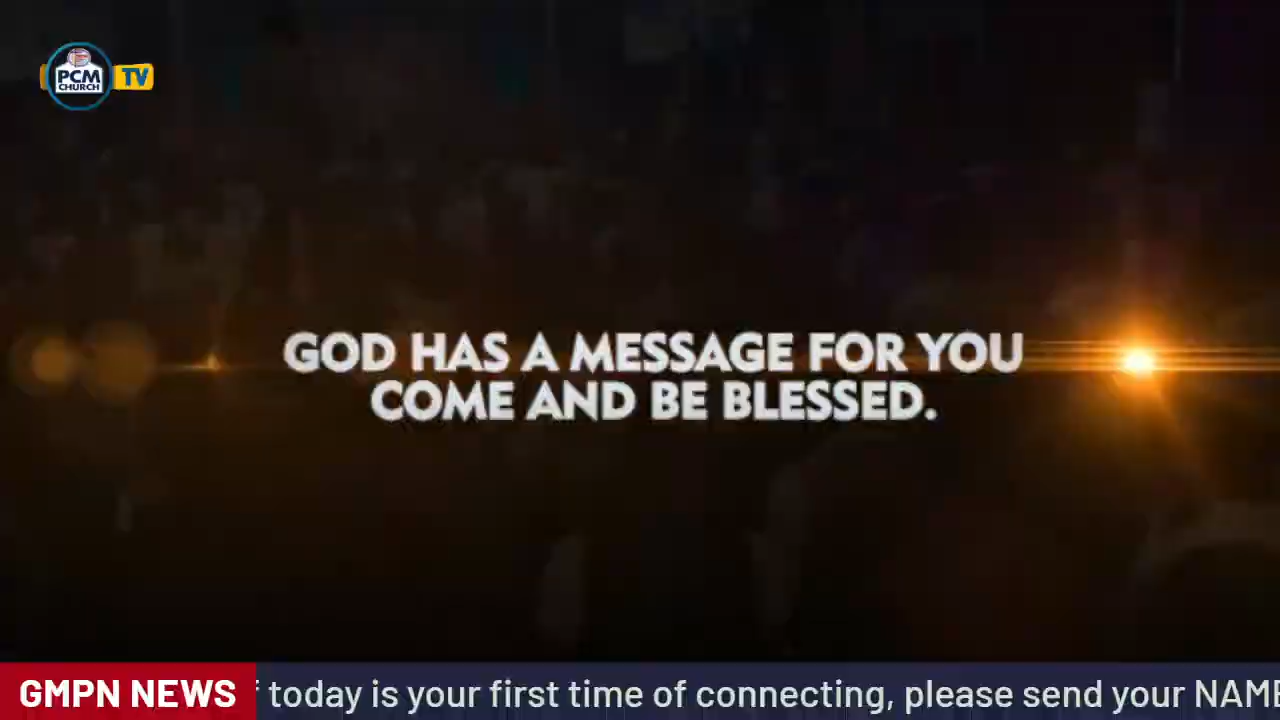 PCM
CHURCH
TV
GOD HAS A MESSAGE FOR YOU
COME AND BE BLESSED.
GMPN NEWS
today is your first time of connecting, please send your NAME